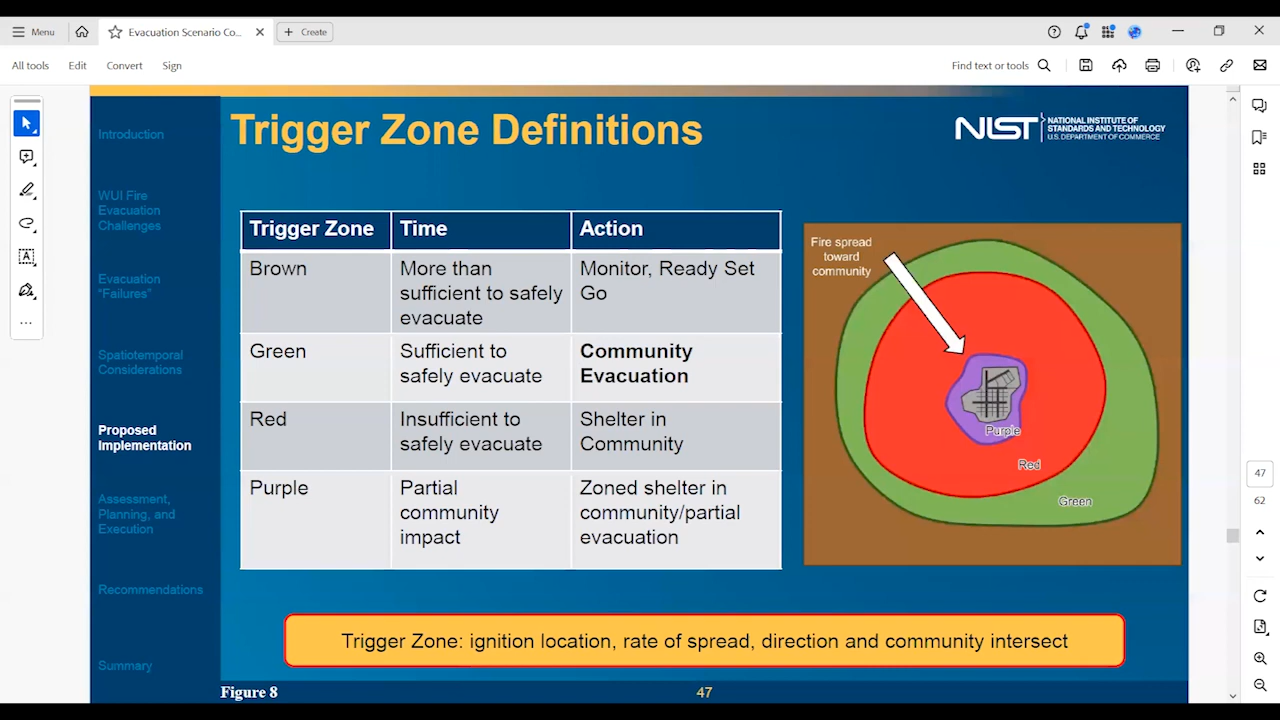 Menu
Evacuation Scenario Co...
Create
All tools
Edit
Convert
Sign
Find text or tools
Introduction
WUI Fire
Evacuation
Challenges
Evacuation
"Failures"
Spatiotemporal
Considerations
Proposed
Implementation
Assessment,
Planning, and
Execution
Recommendations
Summary
Trigger Zone Definitions
NIST
NATIONAL INSTITUTE OF
STANDARDS AND TECHNOLOGY
U.S. DEPARTMENT OF COMMERCE
Trigger Zone
Time
Action
Brown
More than
sufficient to safely
evacuate
Monitor, Ready Set
Go
Green
Sufficient to
safely evacuate
Community
Evacuation
Red
Insufficient to
safely evacuate
Shelter in
Community
Purple
Partial
community
impact
Zoned shelter in
community/partial
evacuation
Fire spread
toward
community
Purple
Red
Green
Trigger Zone: ignition location, rate of spread, direction and community intersect
Figure 8
47
47
62